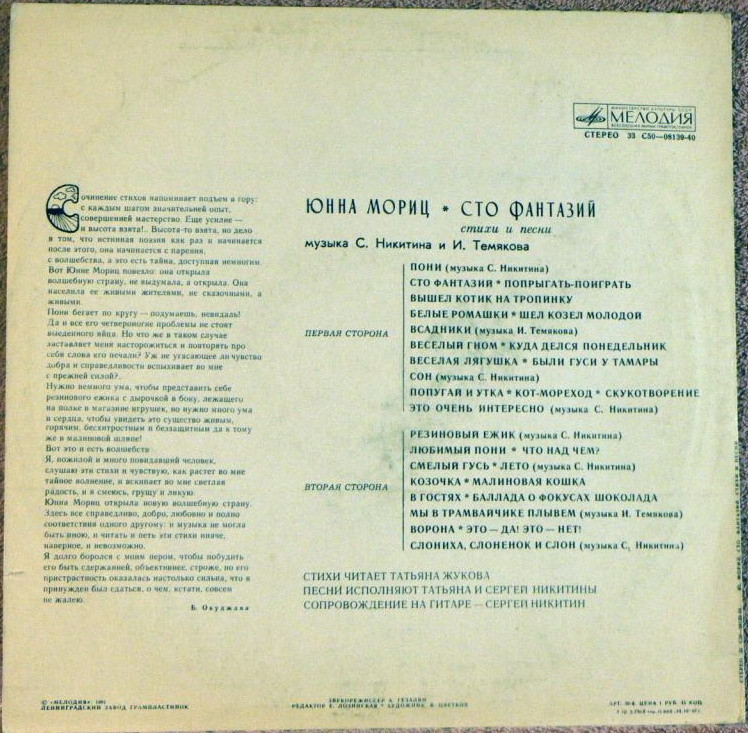 МИНИСТЕРСТВО КУЛЬТУРЫ СССР
МЕЛОДИЯ
ВСЕСОЮЗНАЯ ФИРМА ГРАМПЛАСТИНОК
СТЕРЕО 33 С50—08139-40
Сочинение стихов напоминает подъем в гору:
с каждым шагом значительней опыт,
совершенней мастерство. Еще усилие —
и высота взята!.. Высота-то взята, но дело
в том, что истинная поэзия как раз и начинается
после этого, она начинается с парения,
с волшебства, а это есть тайна, доступная немногим.
Вот Юнне Мориц повезло: она открыла
волшебную страну, не выдумала, а открыла. Она
населила ее живыми жителями, не сказочными, а
живыми.
Пони бегает по кругу — подумаешь, невидаль!
Да и все его четвероногие проблемы не стоят
выеденного яйца. Но что же в таком случае
заставляет меня насторожиться и повторять про
себя слова его печали? Уж не угасающее ли чувство
добра и справедливости вспыхивает во мне
с прежней силой?..
Нужно немного ума, чтобы представить себе
резинового ежика с дырочкой в боку, лежащего
на полке в магазине игрушек, но нужно много ума
и сердца, чтобы увидеть это существо живым,
горячим, бесхитростным и беззащитным да к тому
же в малиновой шляпе!
Вот это и есть волшебство.
Я, пожилой и много повидавший человек,
слушаю эти стихи и чувствую, как растет во мне
тайное волнение, и вскипает во мне светлая
радость, и я смеюсь, грущу и ликую.
Юнна Мориц открыла новую волшебную страну.
Здесь все справедливо, добро, любовно и полно
соответствия одного другому: и музыка не могла
быть иною, и читать и петь эти стихи иначе,
наверное, и невозможно.
Я долго боролся с моим пером, чтобы побудить
его быть сдержанней, объективнее, строже, но его
пристрастность оказалась настолько сильна, что я
принужден был сдаться, о чем, кстати, совсем
не жалею.
Б. Окуджава
ЮННА МОРИЦ * СТО ФАНТАЗИЙ
стихи и песни
музыка С. Никитина и И. Темякова
ПЕРВАЯ СТОРОНА
ПОНИ (музыка С. Никитина)
СТО ФАНТАЗИЙ * ПОПРЫГАТЬ-ПОИГРАТЬ
ВЫШЕЛ КОТИК НА ТРОПИНКУ
БЕЛЫЕ РОМАШКИ * ШЕЛ КОЗЕЛ МОЛОДОЙ
ВСАДНИКИ (музыка И. Темякова)
ВЕСЕЛЫЙ ГНОМ * КУДА ДЕЛСЯ ПОНЕДЕЛЬНИК
ВЕСЕЛАЯ ЛЯГУШКА * БЫЛИ ГУСИ У ТАМАРЫ
СОН (музыка С. Никитина)
ПОПУГАЙ И УТКА * КОТ-МОРЕХОД * СКУКОТВОРЕНИЕ
ЭТО ОЧЕНЬ ИНТЕРЕСНО (музыка С. Никитина)
ВТОРАЯ СТОРОНА
РЕЗИНОВЫЙ ЕЖИК (музыка С. Никитина)
ЛЮБИМЫЙ ПОНИ * ЧТО НАД ЧЕМ?
СМЕЛЫЙ ГУСЬ * ЛЕТО (музыка С. Никитина)
КОЗОЧКА * МАЛИНОВАЯ КОШКА
В ГОСТЯХ * БАЛЛАДА О ФОКУСАХ ШОКОЛАДА
МЫ В ТРАМВАЙЧИКЕ ПЛЫВЕМ (музыка И. Темякова)
ВОРОНА * ЭТО — ДА! ЭТО — НЕТ!
СЛОНИХА, СЛОНЕНОК И СЛОН (музыка С. Никитина)
СТИХИ ЧИТАЕТ ТАТЬЯНА ЖУКОВА
ПЕСНИ ИСПОЛНЯЮТ ТАТЬЯНА И СЕРГЕЙ НИКИТИНЫ
СОПРОВОЖДЕНИЕ НА ГИТАРЕ — СЕРГЕЙ НИКИТИН
© «МЕЛОДИЯ»
ЛЕНИНГРАДСКИЙ ЗАВОД ГРАМПЛАСТИНОК
ЗВУКОРЕЖИССЕР
РЕДАКТОР Е. ЛОЗИНСКАЯ * ХУДОЖНИК В. ЦВЕТКОВ
ЦЕНА 1 РУБ. 45 КОП.